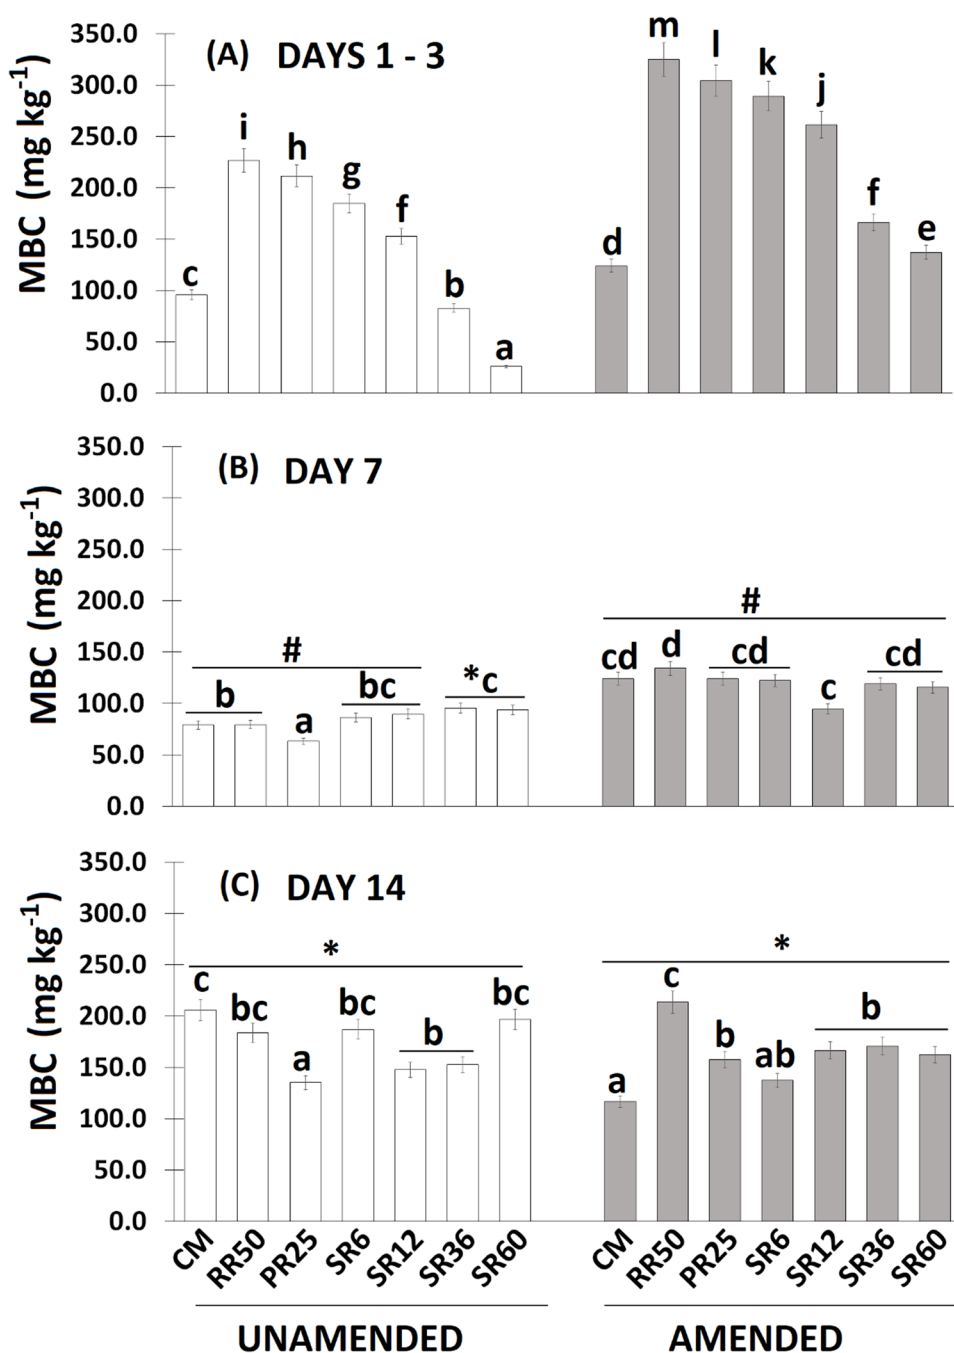 (A) DAYS 1 - 3
MBC (mg kg-1)
350.0
300.0
250.0
200.0
150.0
100.0
50.0
0.0
c i h g f b a
d m l k j f e
(B) DAY 7
MBC (mg kg-1)
350.0
300.0
250.0
200.0
150.0
100.0
50.0
0.0
#
b a bc *c
#
cd d cd c cd
(C) DAY 14
MBC (mg kg-1)
350.0
300.0
250.0
200.0
150.0
100.0
50.0
0.0
*
c bc a bc b bc
*
a c b ab b
CM RR50 PR25 SR6 SR12 SR36 SR60
CM RR50 PR25 SR6 SR12 SR36 SR60
UNAMENDED
AMENDED